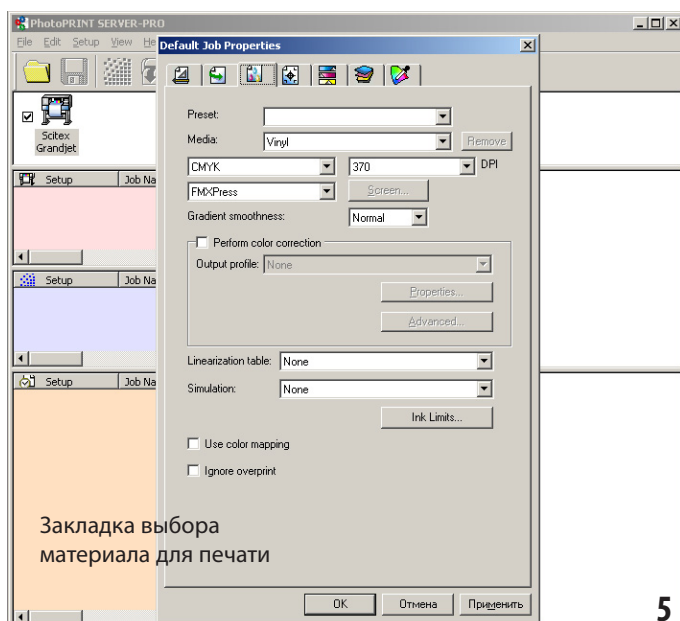 PhotoPRINT SERVER-PRO
File Edit Setup View He
Default Job Properties
Scitex
Grandjet
Preset:
Media: Vinyl Remove
CMYK 370 DPI
FMXPress Screen...
Gradient smoothness: Normal
Perform color correction
Output profile: None
Properties...
Advanced...
Setup Job Na
Setup Job Na
Setup Job Na
Linearization table: None
Simulation: None
Ink Limits...
Use color mapping
Ignore overprint
Закладка выбора
материала для печати
OK Отмена Применить
5